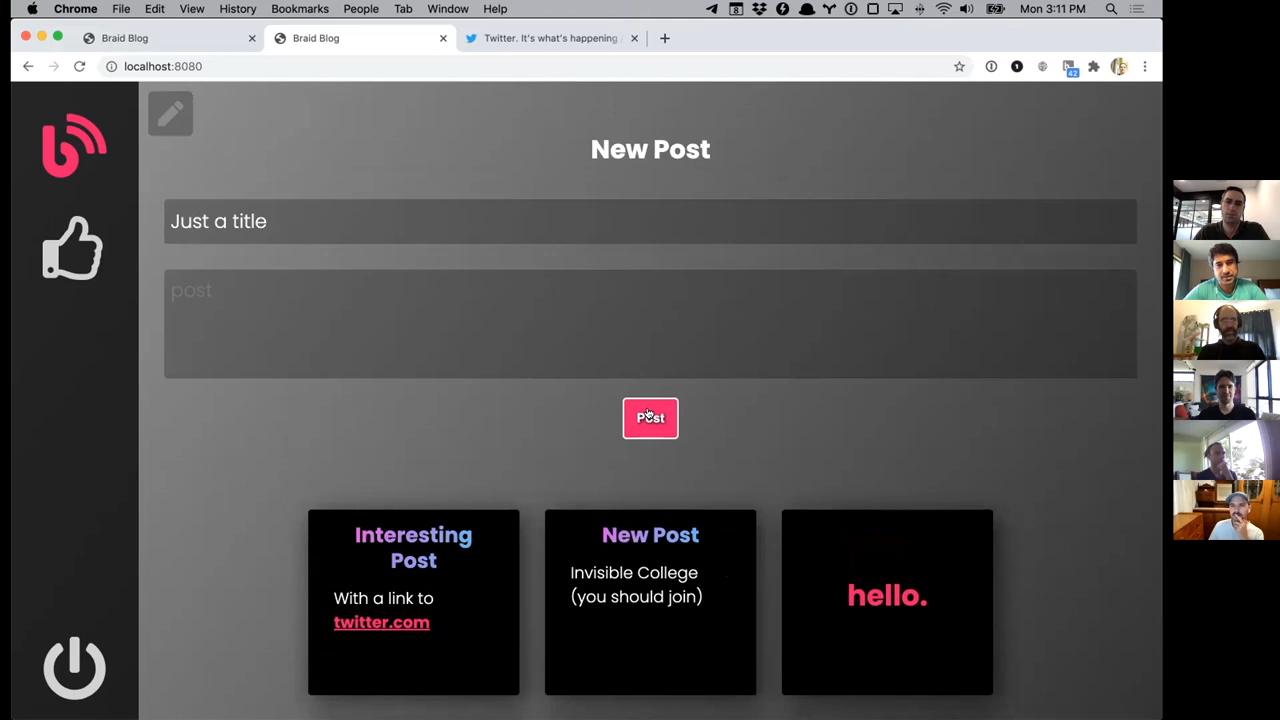 Chrome File Edit View History Bookmarks People Tab Window Help 8 Mon 3:11 PM
Braid Blog Braid Blog Twitter. It's what's happening
localhost:8080 42
New Post
Just a title
post
Post
Interesting
Post
With a link to
twitter.com
New Post
Invisible College
(you should join)
hello.